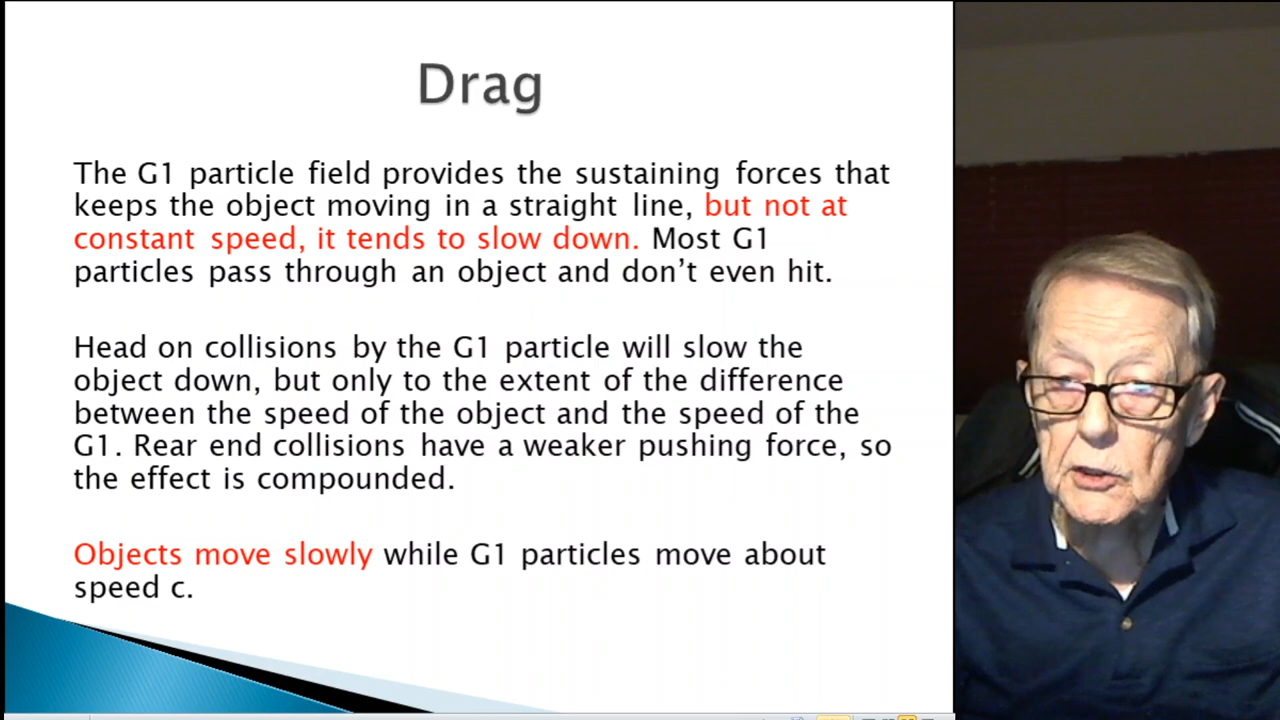 Drag
The G1 particle field provides the sustaining forces that
keeps the object moving in a straight line, but not at
constant speed, it tends to slow down. Most G1
particles pass through an object and don’t even hit.
Head on collisions by the G1 particle will slow the
object down, but only to the extent of the difference
between the speed of the object and the speed of the
G1. Rear end collisions have a weaker pushing force, so
the effect is compounded.
Objects move slowly while G1 particles move about
speed c.